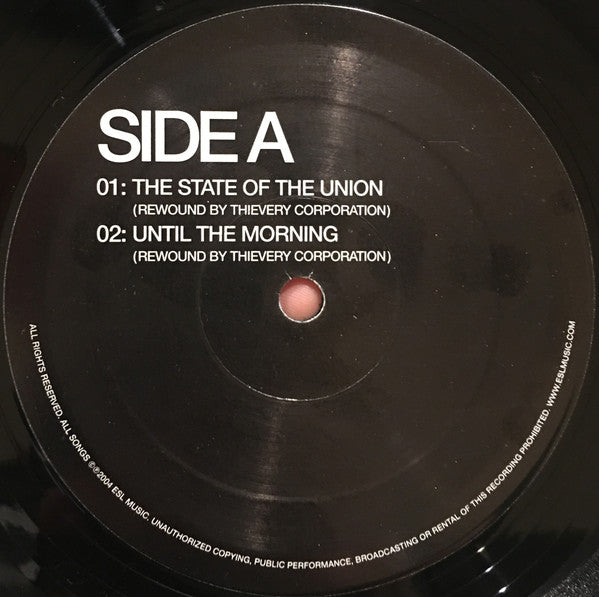 SIDE A
01: THE STATE OF THE UNION
(REWOUND BY THIEVERY CORPORATION)
02: UNTIL THE MORNING
(REWOUND BY THIEVERY CORPORATION)
ALL RIGHTS RESERVED. ALL SONGS ©℗2004 ESL MUSIC. UNAUTHORIZED COPYING, PUBLIC PERFORMANCE, BROADCASTING OR RENTAL OF THIS RECORDING PROHIBITED. WWW.ESLMUSIC.COM